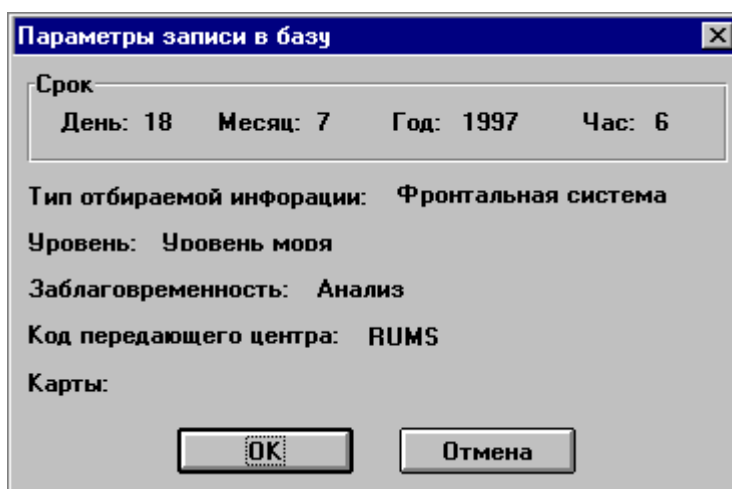 Параметры записи в базу
Срок
День: 18 Месяц: 7 Год: 1997 Час: 6
Тип отбираемой инфорации: Фронтальная система
Уровень: Уровень моря
Заблаговременность: Анализ
Код передающего центра: RUMS
Карты:
OK Отмена